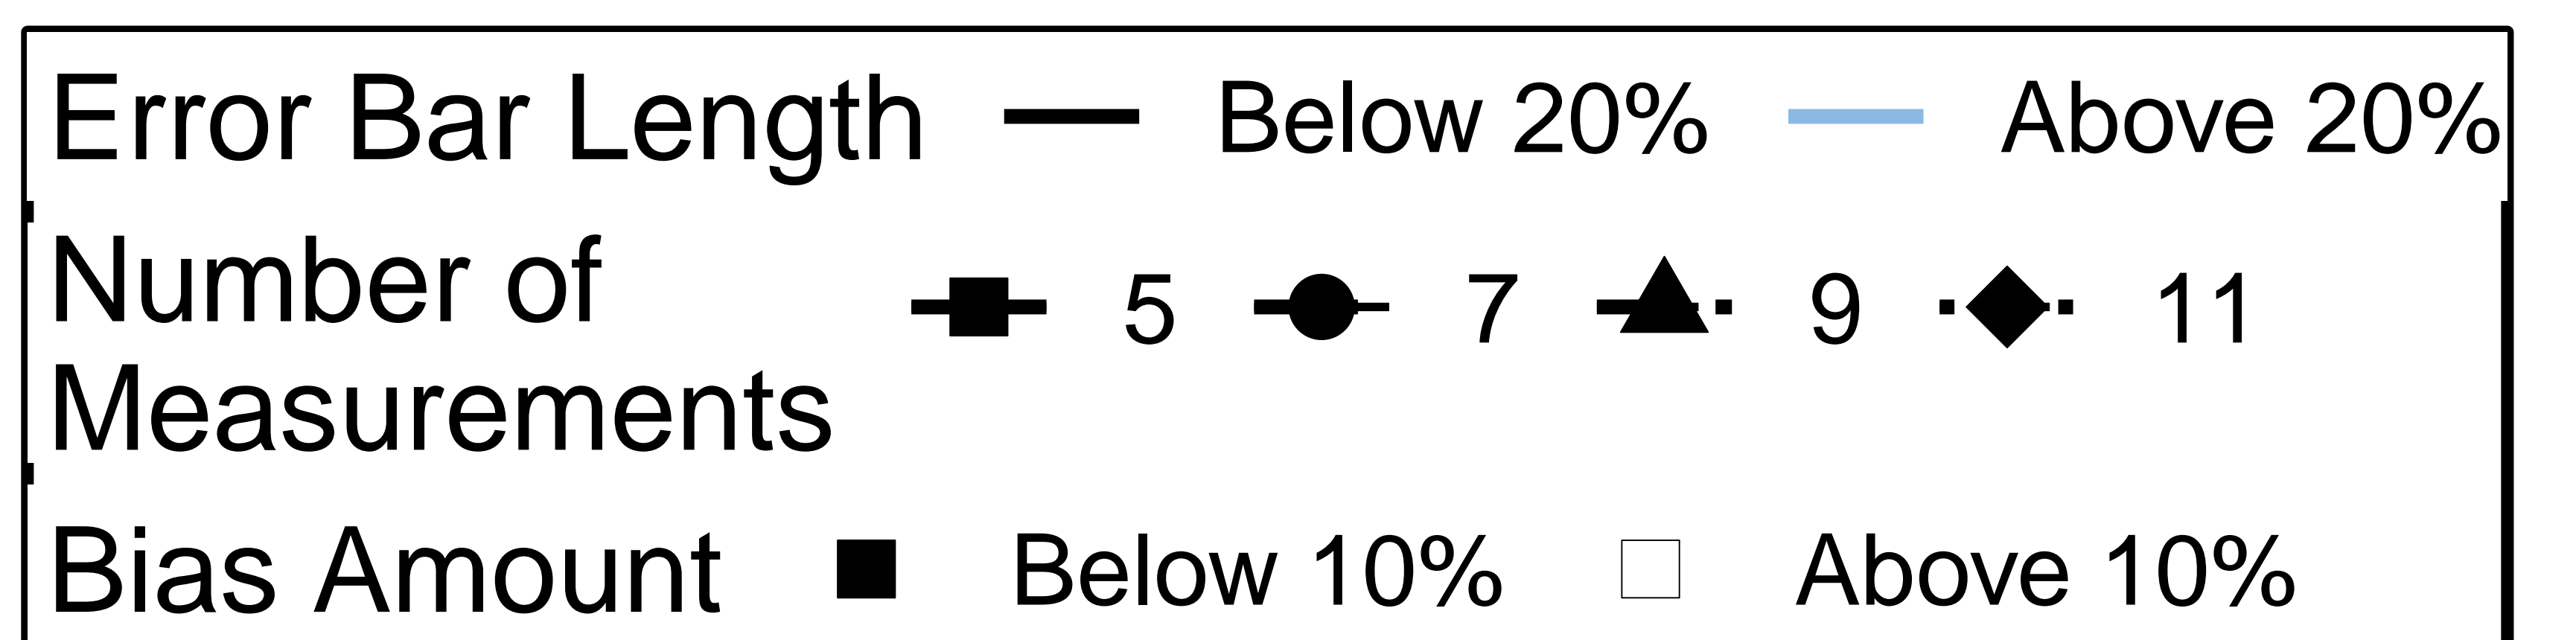 Error Bar Length Below 20% Above 20%
Number of
Measurements 5 7 9 11
Bias Amount Below 10% Above 10%